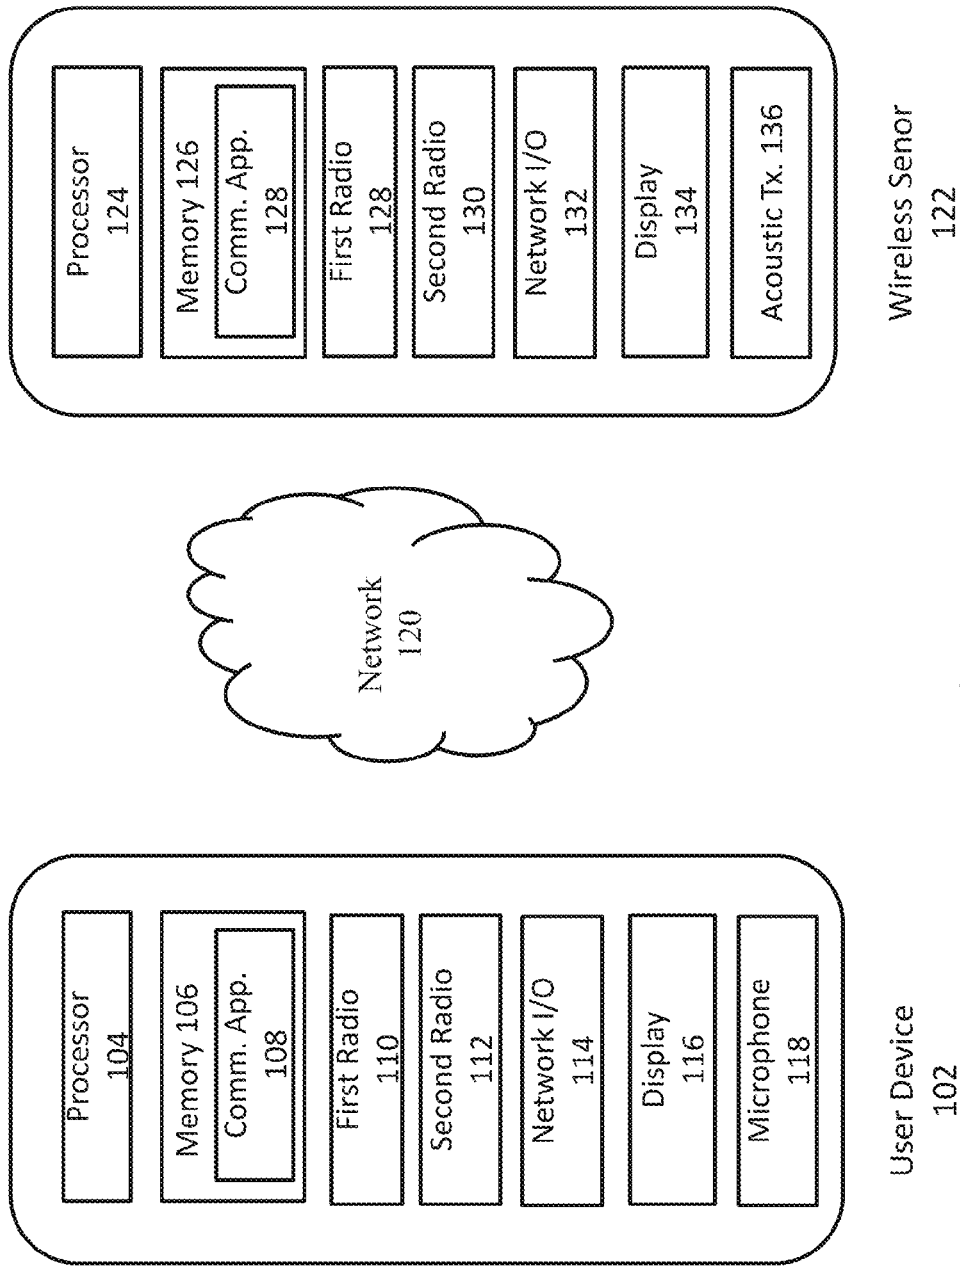 Processor
104
Memory 106
Comm. App.
108
First Radio
110
Second Radio
112
Network I/O
114
Display
116
Microphone
118
User Device
102
Network
120
Processor
124
Memory 126
Comm. App.
128
First Radio
128
Second Radio
130
Network I/O
132
Display
134
Acoustic Tx. 136
Wireless Senor
122